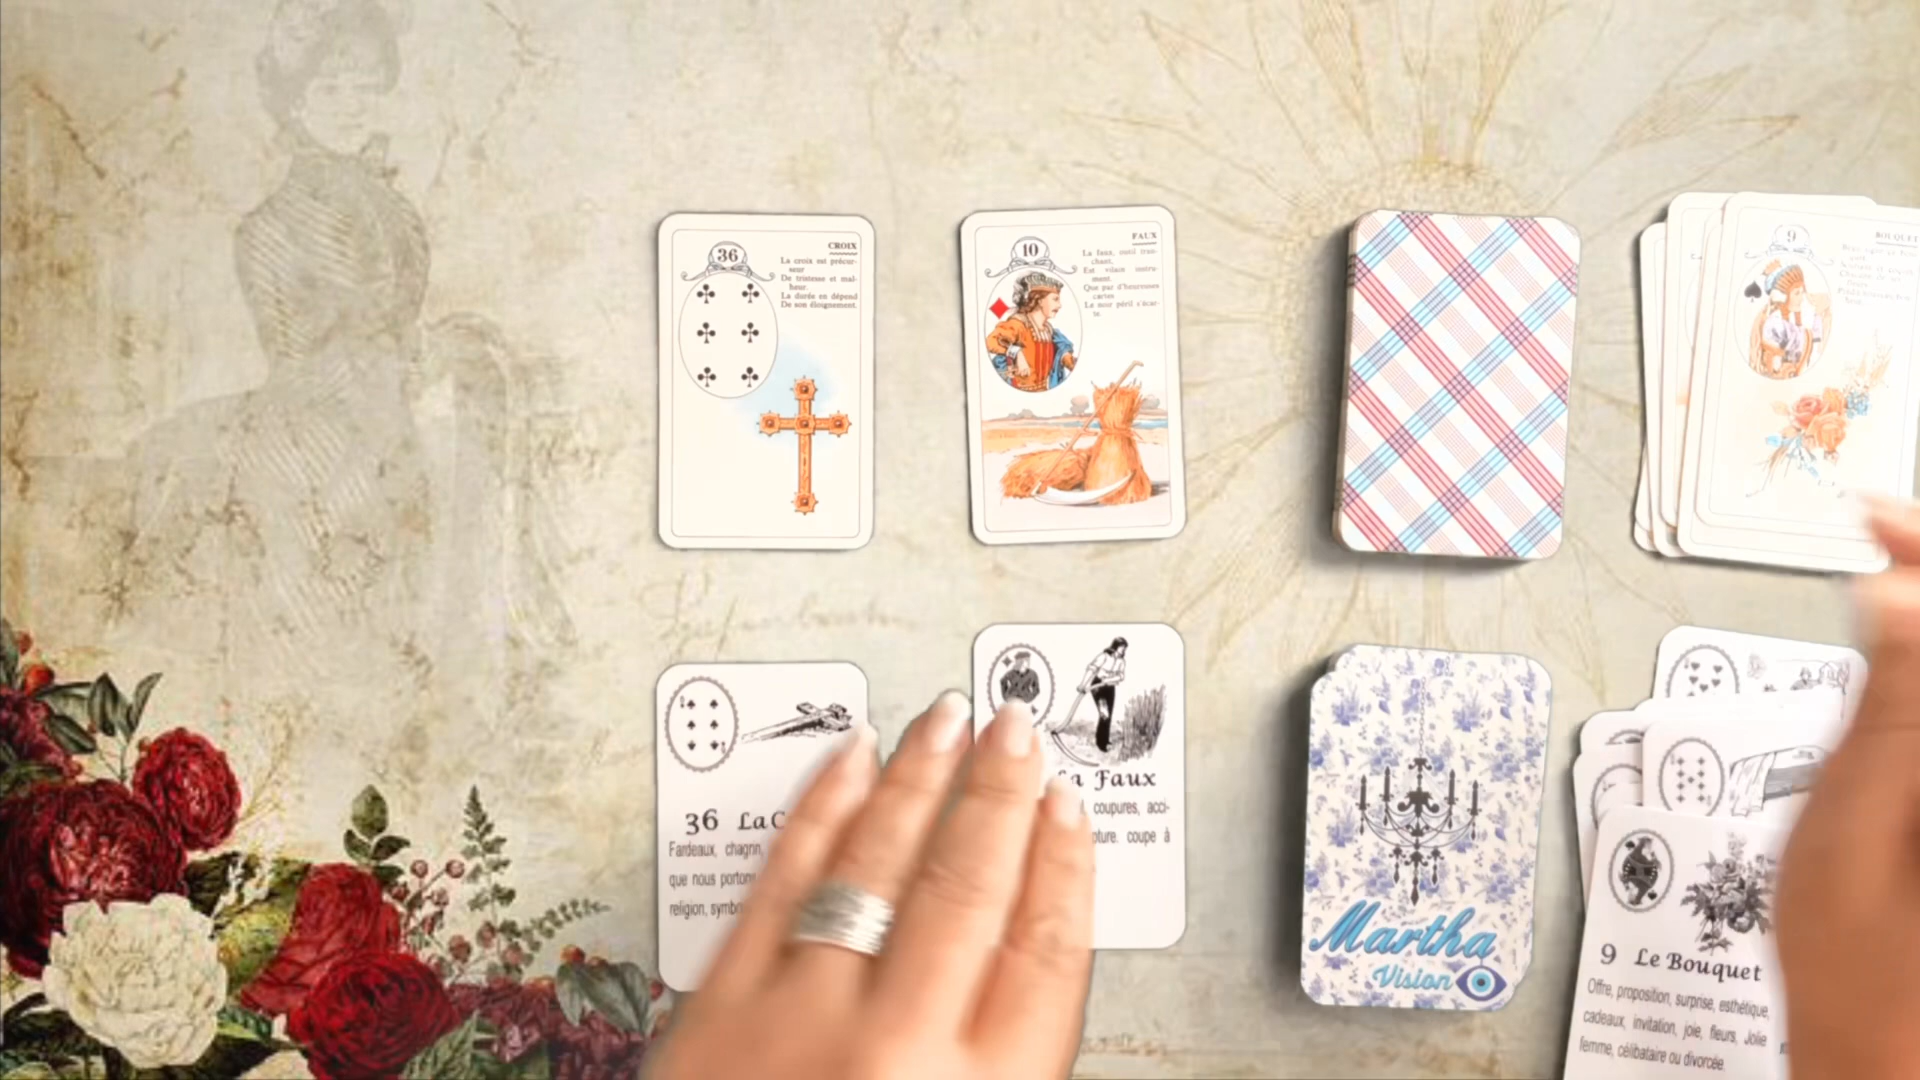 36
CROIX
La croix est précur-
seur
De tristesse et mal-
heur.
La durée en dépend
De son éloignement.
10
FAUX
La faux, outil tran-
chant,
Est vilain instru-
ment.
Que par d'heureuses
cartes
Le noir péril s'écar-
te
9
BOUQUET
36 La C
Fardeaux, chagrin,
que nous portons
religion,
La Faux
coupures, acci-
coupe à
Martha
Vision
9 Le Bouquet
Offre, proposition, surprise, esthétique,
cadeaux, invitation, joie, fleurs, Jolie
femme, célibataire ou divorcée.